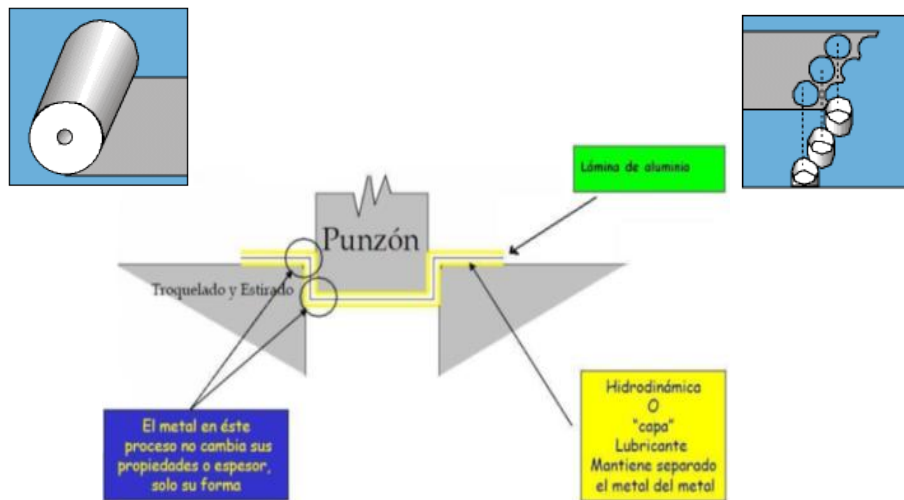 Lámina de aluminio
Punzón
Troquelado y Estirado
El metal en éste
proceso no cambia sus
propiedades o espesor,
solo su forma
Hidrodinámica
O
"capa"
Lubricante
Mantiene separado
el metal del metal